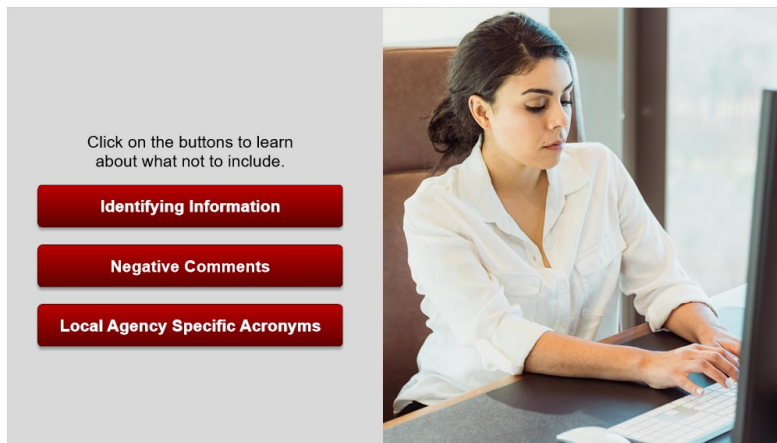 Click on the buttons to learn
about what not to include.
Identifying Information
Negative Comments
Local Agency Specific Acronyms